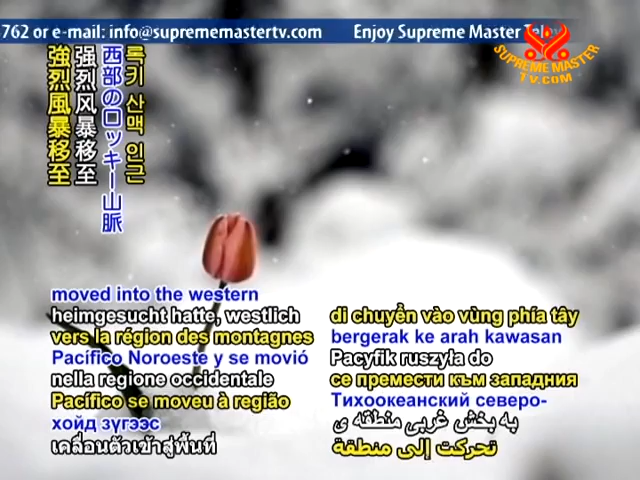 762 or e-mail: info@suprememastertv.com Enjoy Supreme Master
SUPREME MASTER
TV.COM
強烈風暴移至
强烈风暴移至
西部のロッキー山脈
록키 산맥 인근
moved into the western
heimgesucht hatte, westlich
vers la région des montagnes
Pacífico Noroeste y se movió
nella regione occidentale
Pacífico se moveu à região
хойд зүгээс
เคลื่อนตัวเข้าสู่พื้นที่
di chuyển vào vùng phía tây
bergerak ke arah kawasan
Pacyfik ruszyła do
се премести към западния
Тихоокеанский северо-
به بخش غربی منطقه ی
تحركت إلى منطقة